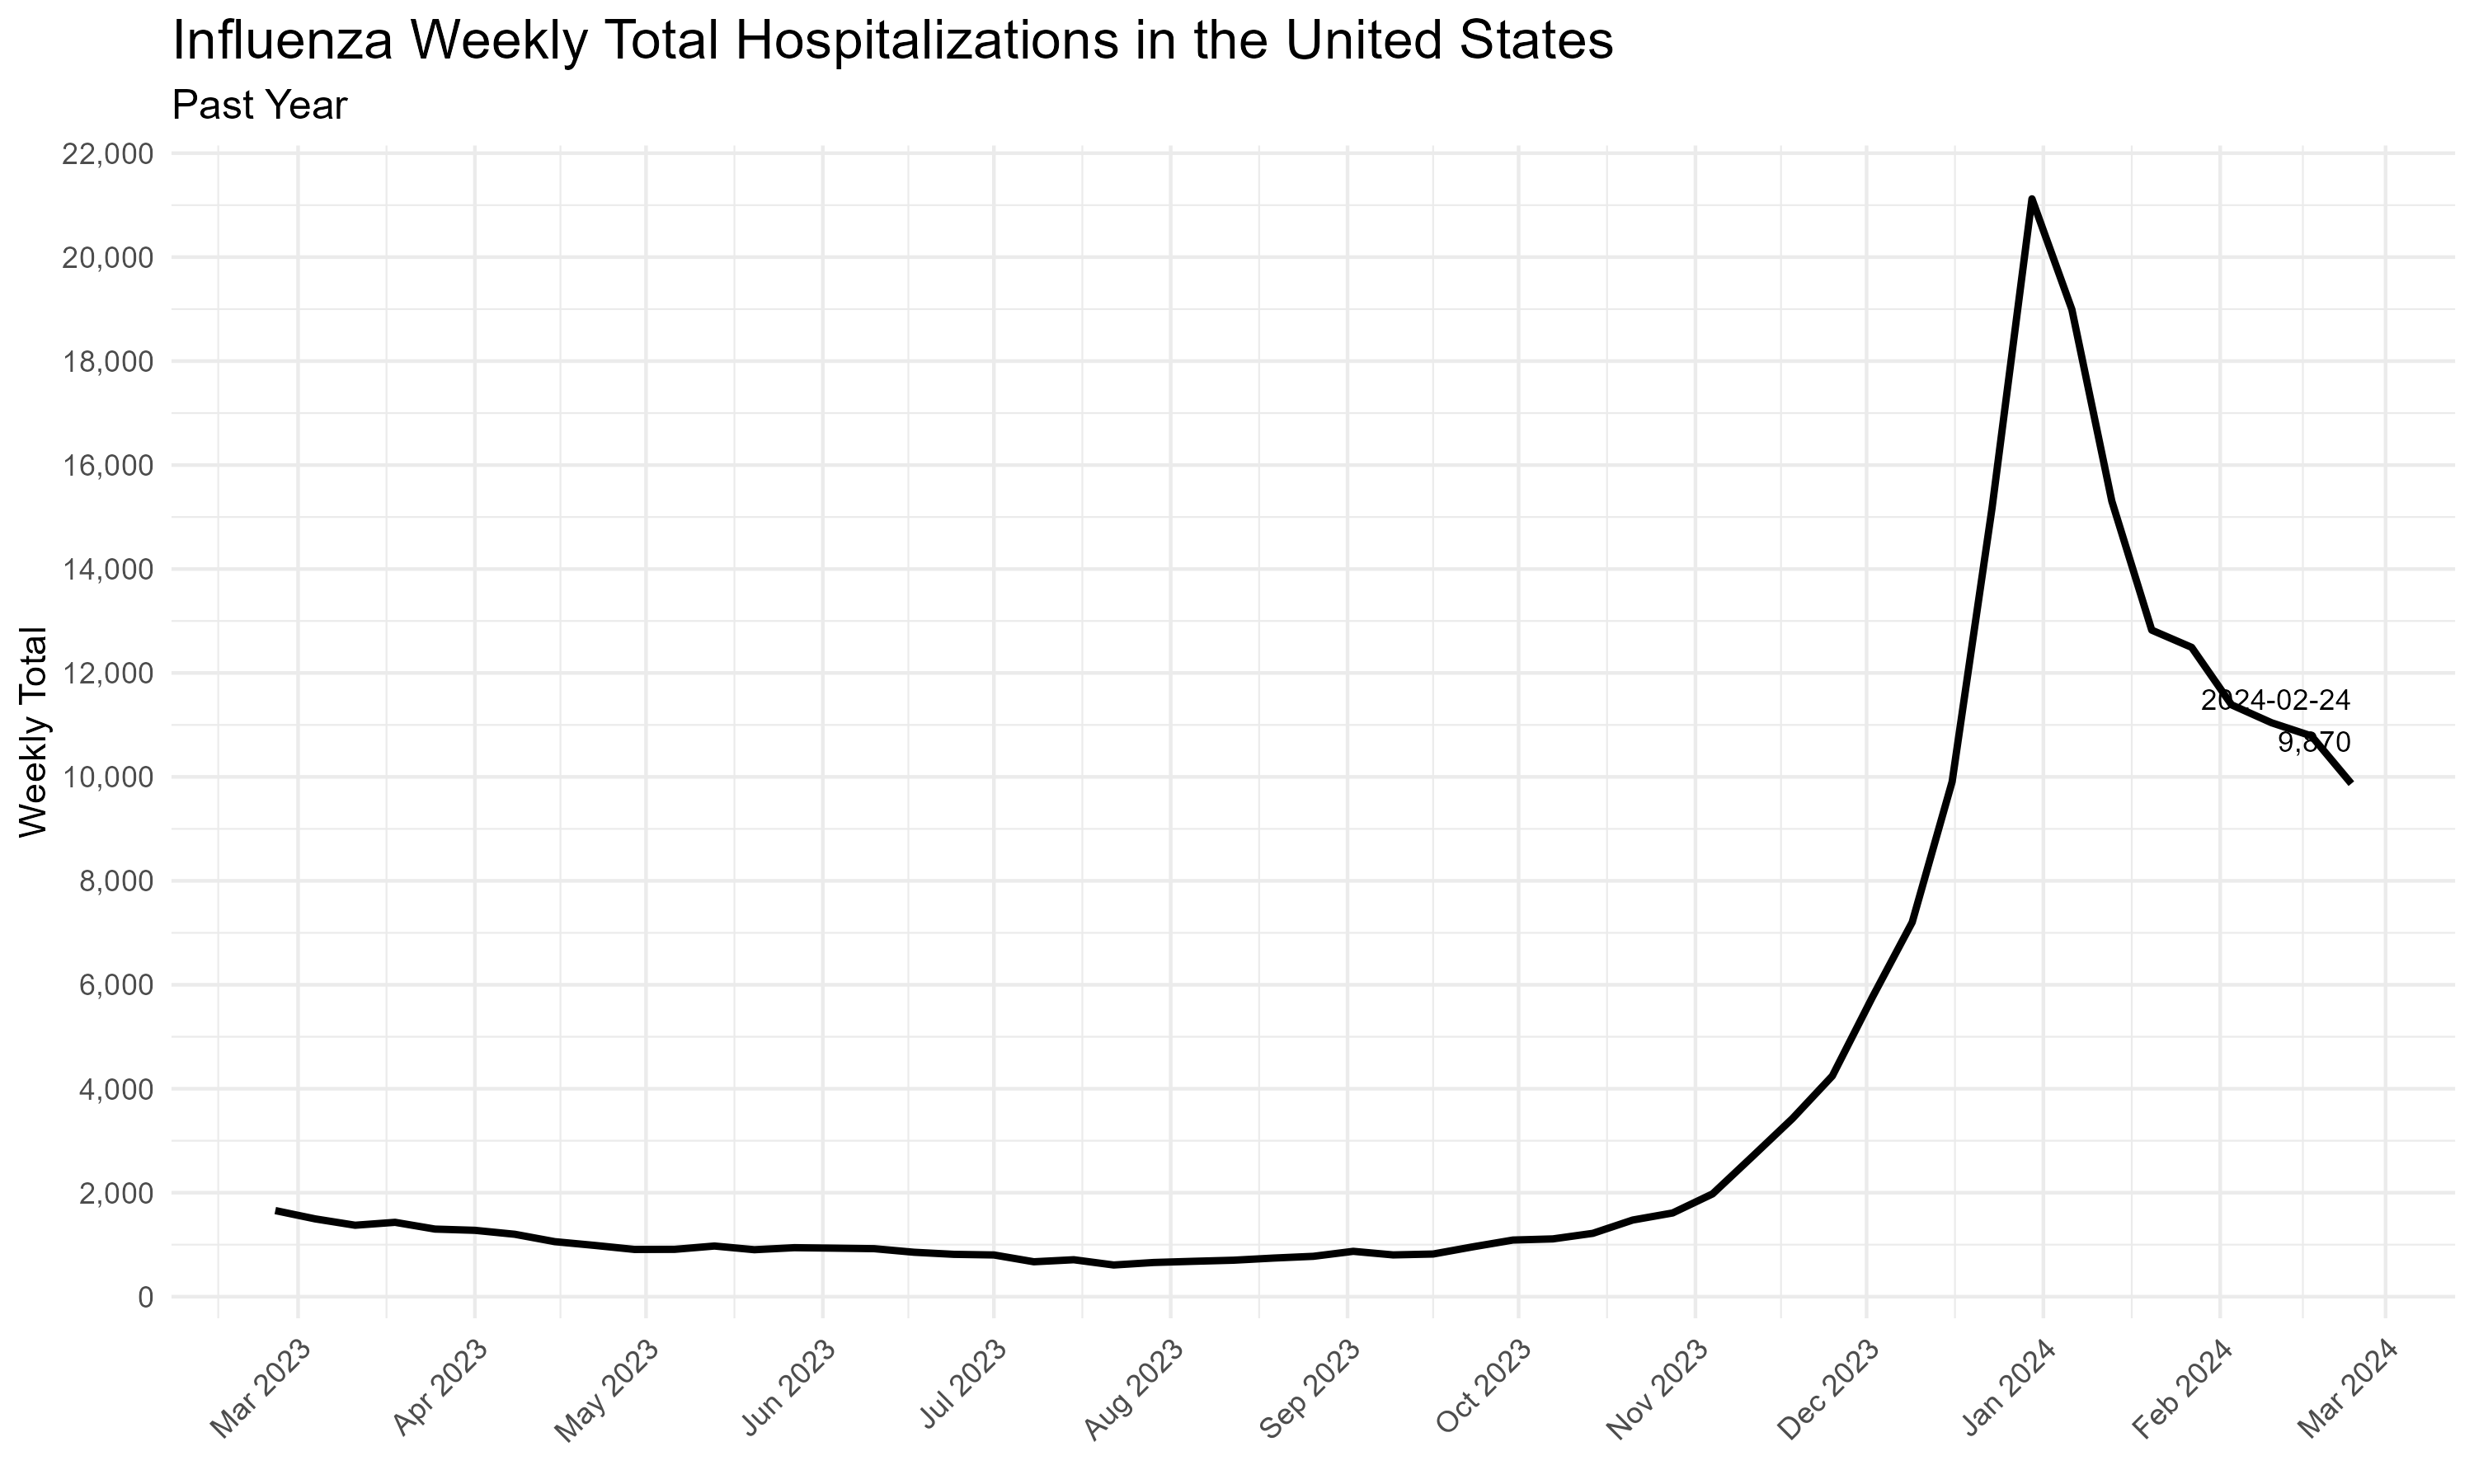 Influenza Weekly Total Hospitalizations in the United States
Past Year
Weekly Total
22,000
20,000
18,000
16,000
14,000
12,000
10,000
8,000
6,000
4,000
2,000
0
2024-02-24
9,870
Mar 2023
Apr 2023
May 2023
Jun 2023
Jul 2023
Aug 2023
Sep 2023
Oct 2023
Nov 2023
Dec 2023
Jan 2024
Feb 2024
Mar 2024